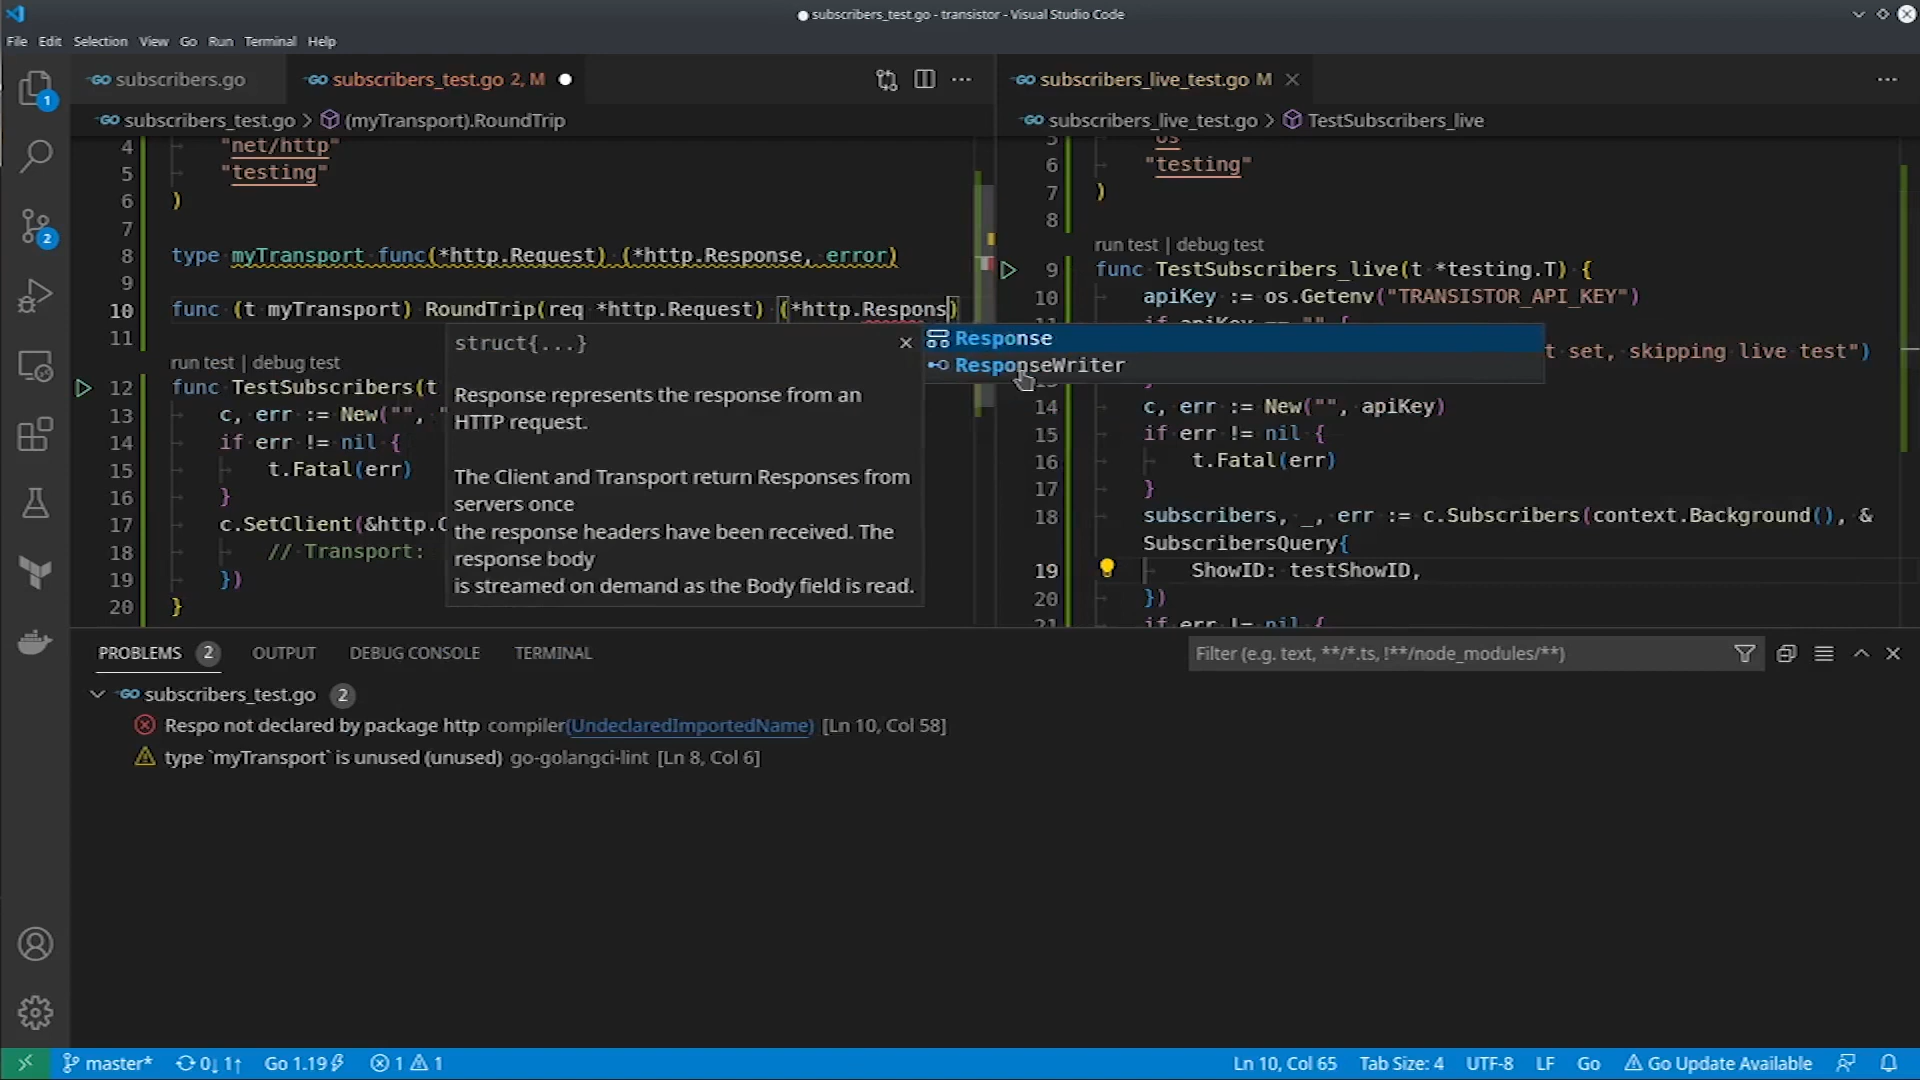 subscribers_test.go - transistor - Visual Studio Code
File Edit Selection View Go Run Terminal Help
subscribers.go
subscribers_test.go 2, M
subscribers_live_test.go M
subscribers_test.go > (myTransport).RoundTrip
subscribers_live_test.go > TestSubscribers_live
4 "net/http"
5 "testing"
6 )
7
8 type myTransport func(*http.Request) (*http.Response, error)
10 func (t myTransport) RoundTrip(req *http.Request) (*http.Respons)
11
run test | debug test
12 func TestSubscribers(t
13 c, err := New("", "
14 if err != nil {
15 t.Fatal(err)
16 }
17 c.SetClient(&http.C
18 // Transport:
19 })
20 }
struct{...}
Response represents the response from an
HTTP request.
The Client and Transport return Responses from
servers once
the response headers have been received. The
response body
is streamed on demand as the Body field is read.
Response
ResponseWriter
5 os
6 "testing"
7 )
8
run test | debug test
9 func TestSubscribers_live(t *testing.T) {
10 apiKey := os.Getenv("TRANSISTOR_API_KEY")
if apiKey == "" {
t set, skipping live test")
14 c, err := New("", apiKey)
15 if err != nil {
16 t.Fatal(err)
17 }
18 subscribers, _, err := c.Subscribers(context.Background(), &
SubscribersQuery{
19 ShowID: testShowID,
20 })
21 if err != nil {
PROBLEMS 2 OUTPUT DEBUG CONSOLE TERMINAL
Filter (e.g. text, **/*.ts, !**/node_modules/**)
subscribers_test.go 2
Respo not declared by package http compiler(UndeclaredImportedName) [Ln 10, Col 58]
type `myTransport` is unused (unused) go-golangci-lint [Ln 8, Col 6]
1
2
master* 0↓ 1↑ Go 1.19 1 1
Ln 10, Col 65 Tab Size: 4 UTF-8 LF Go Go Update Available